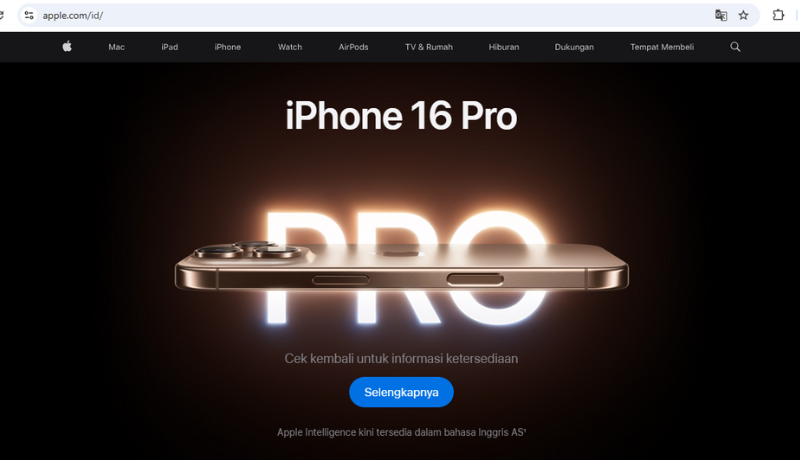 apple.com/id/
Mac iPad iPhone Watch AirPods TV & Rumah Hiburan Dukungan Tempat Membeli
iPhone 16 Pro
PRO
Cek kembali untuk informasi ketersediaan
Selengkapnya
Apple Intelligence kini tersedia dalam bahasa Inggris AS¹